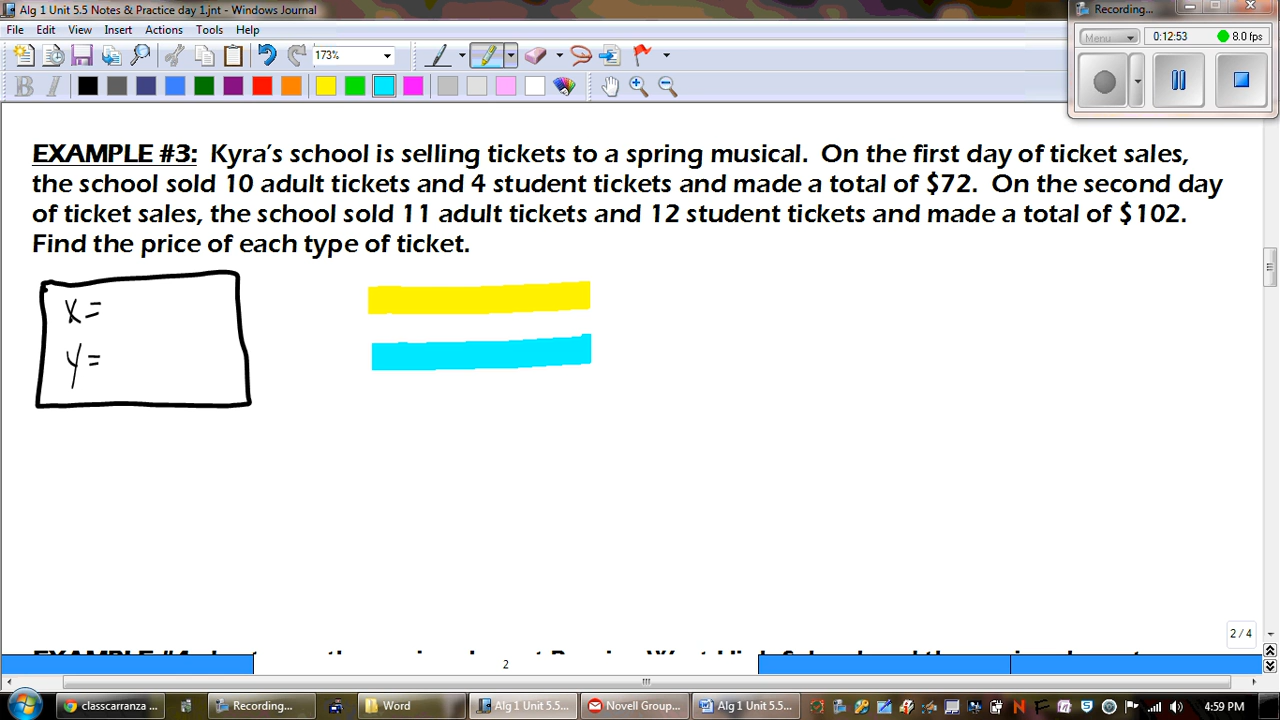 Alg 1 Unit 5.5 Notes & Practice day 1.jnt - Windows Journal
Recording...
File Edit View Insert Actions Tools Help
Menu
0:12:53
8.0 fps
173%
B I
EXAMPLE #3: Kyra's school is selling tickets to a spring musical. On the first day of ticket sales,
the school sold 10 adult tickets and 4 student tickets and made a total of $72. On the second day
of ticket sales, the school sold 11 adult tickets and 12 student tickets and made a total of $102.
Find the price of each type of ticket.
x =
y =
2 / 4
EXAMPLE #4:
2
classcarranza ...
Recording...
Word
Alg 1 Unit 5.5...
Novell Group...
Alg 1 Unit 5.5...
4:59 PM